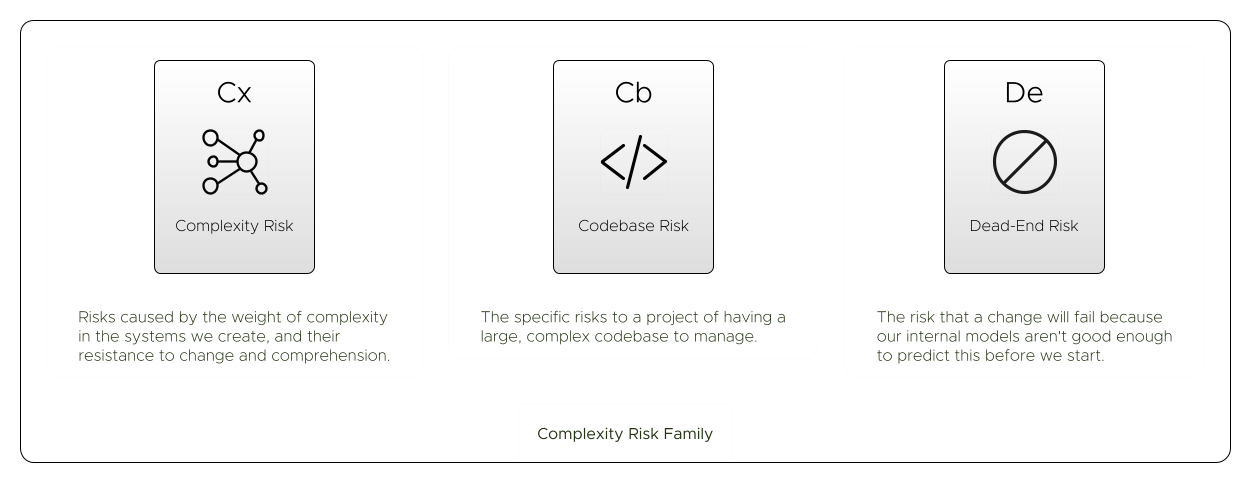 Cx
Complexity Risk
Risks caused by the weight of complexity
in the systems we create, and their
resistance to change and comprehension.
Cb
</>
Codebase Risk
The specific risks to a project of having a
large, complex codebase to manage.
De
Dead-End Risk
The risk that a change will fail because
our internal models aren't good enough
to predict this before we start.
Complexity Risk Family